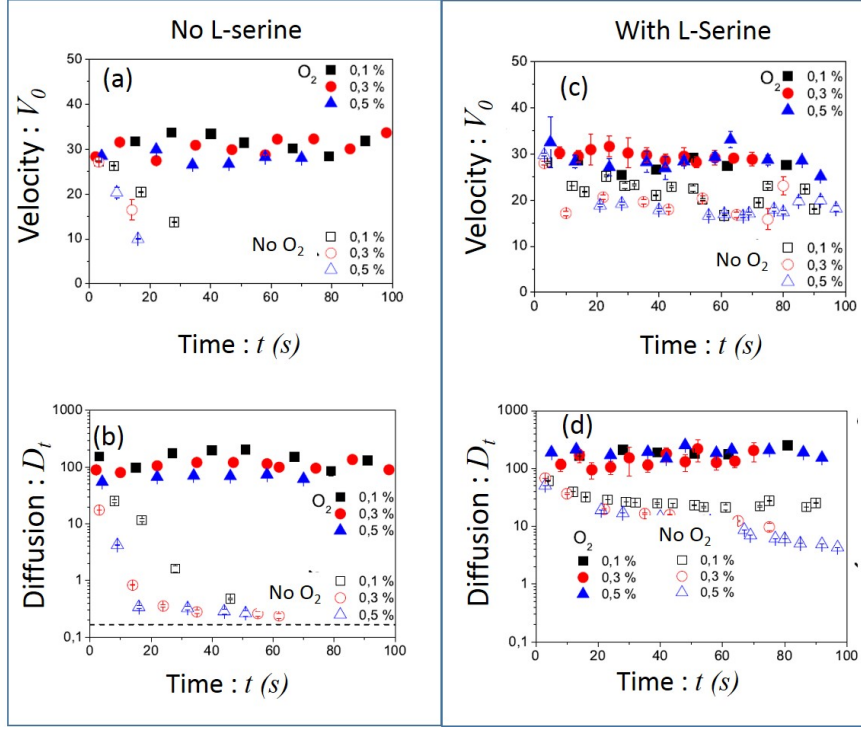 No L-serine
With L-Serine
(a)
O2
0,1 %
0,3 %
0,5 %
No O2
0,1 %
0,3 %
0,5 %
Velocity : V0
50
40
30
20
10
0
0 20 40 60 80 100
Time : t (s)
(b)
O2
0,1 %
0,3 %
0,5 %
No O2
0,1 %
0,3 %
0,5 %
Diffusion : Dt
1000
100
10
1
0,1
0 20 40 60 80 100
Time : t (s)
(c)
O2
0,1 %
0,3 %
0,5 %
No O2
0,1 %
0,3 %
0,5 %
Velocity : V0
50
40
30
20
10
0
0 20 40 60 80 100
Time : t (s)
(d)
O2
0,1 %
0,3 %
0,5 %
No O2
0,1 %
0,3 %
0,5 %
Diffusion : Dt
1000
100
10
1
0,1
0 20 40 60 80 100
Time : t (s)